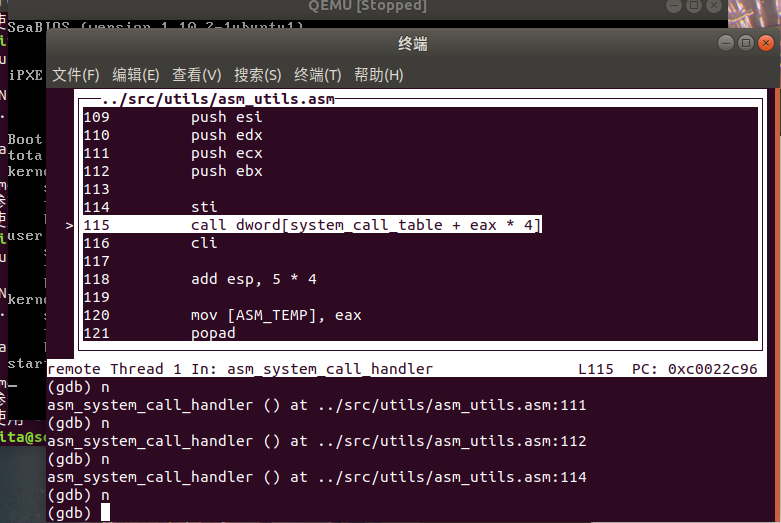 QEMU [Stopped]
SeaBIOS (version 1.10.2-1ubuntu1)
终端
文件(F) 编辑(E) 查看(V) 搜索(S) 终端(T) 帮助(H)
iPXE
Boot
tota
kerne
user
kerne
star
ita@se
../src/utils/asm_utils.asm
109 push esi
110 push edx
111 push ecx
112 push ebx
113
114 sti
> 115 call dword[system_call_table + eax * 4]
116 cli
117
118 add esp, 5 * 4
119
120 mov [ASM_TEMP], eax
121 popad
remote Thread 1 In: asm_system_call_handler L115 PC: 0xc0022c96
(gdb) n
asm_system_call_handler () at ../src/utils/asm_utils.asm:111
(gdb) n
asm_system_call_handler () at ../src/utils/asm_utils.asm:112
(gdb) n
asm_system_call_handler () at ../src/utils/asm_utils.asm:114
(gdb) n
(gdb)